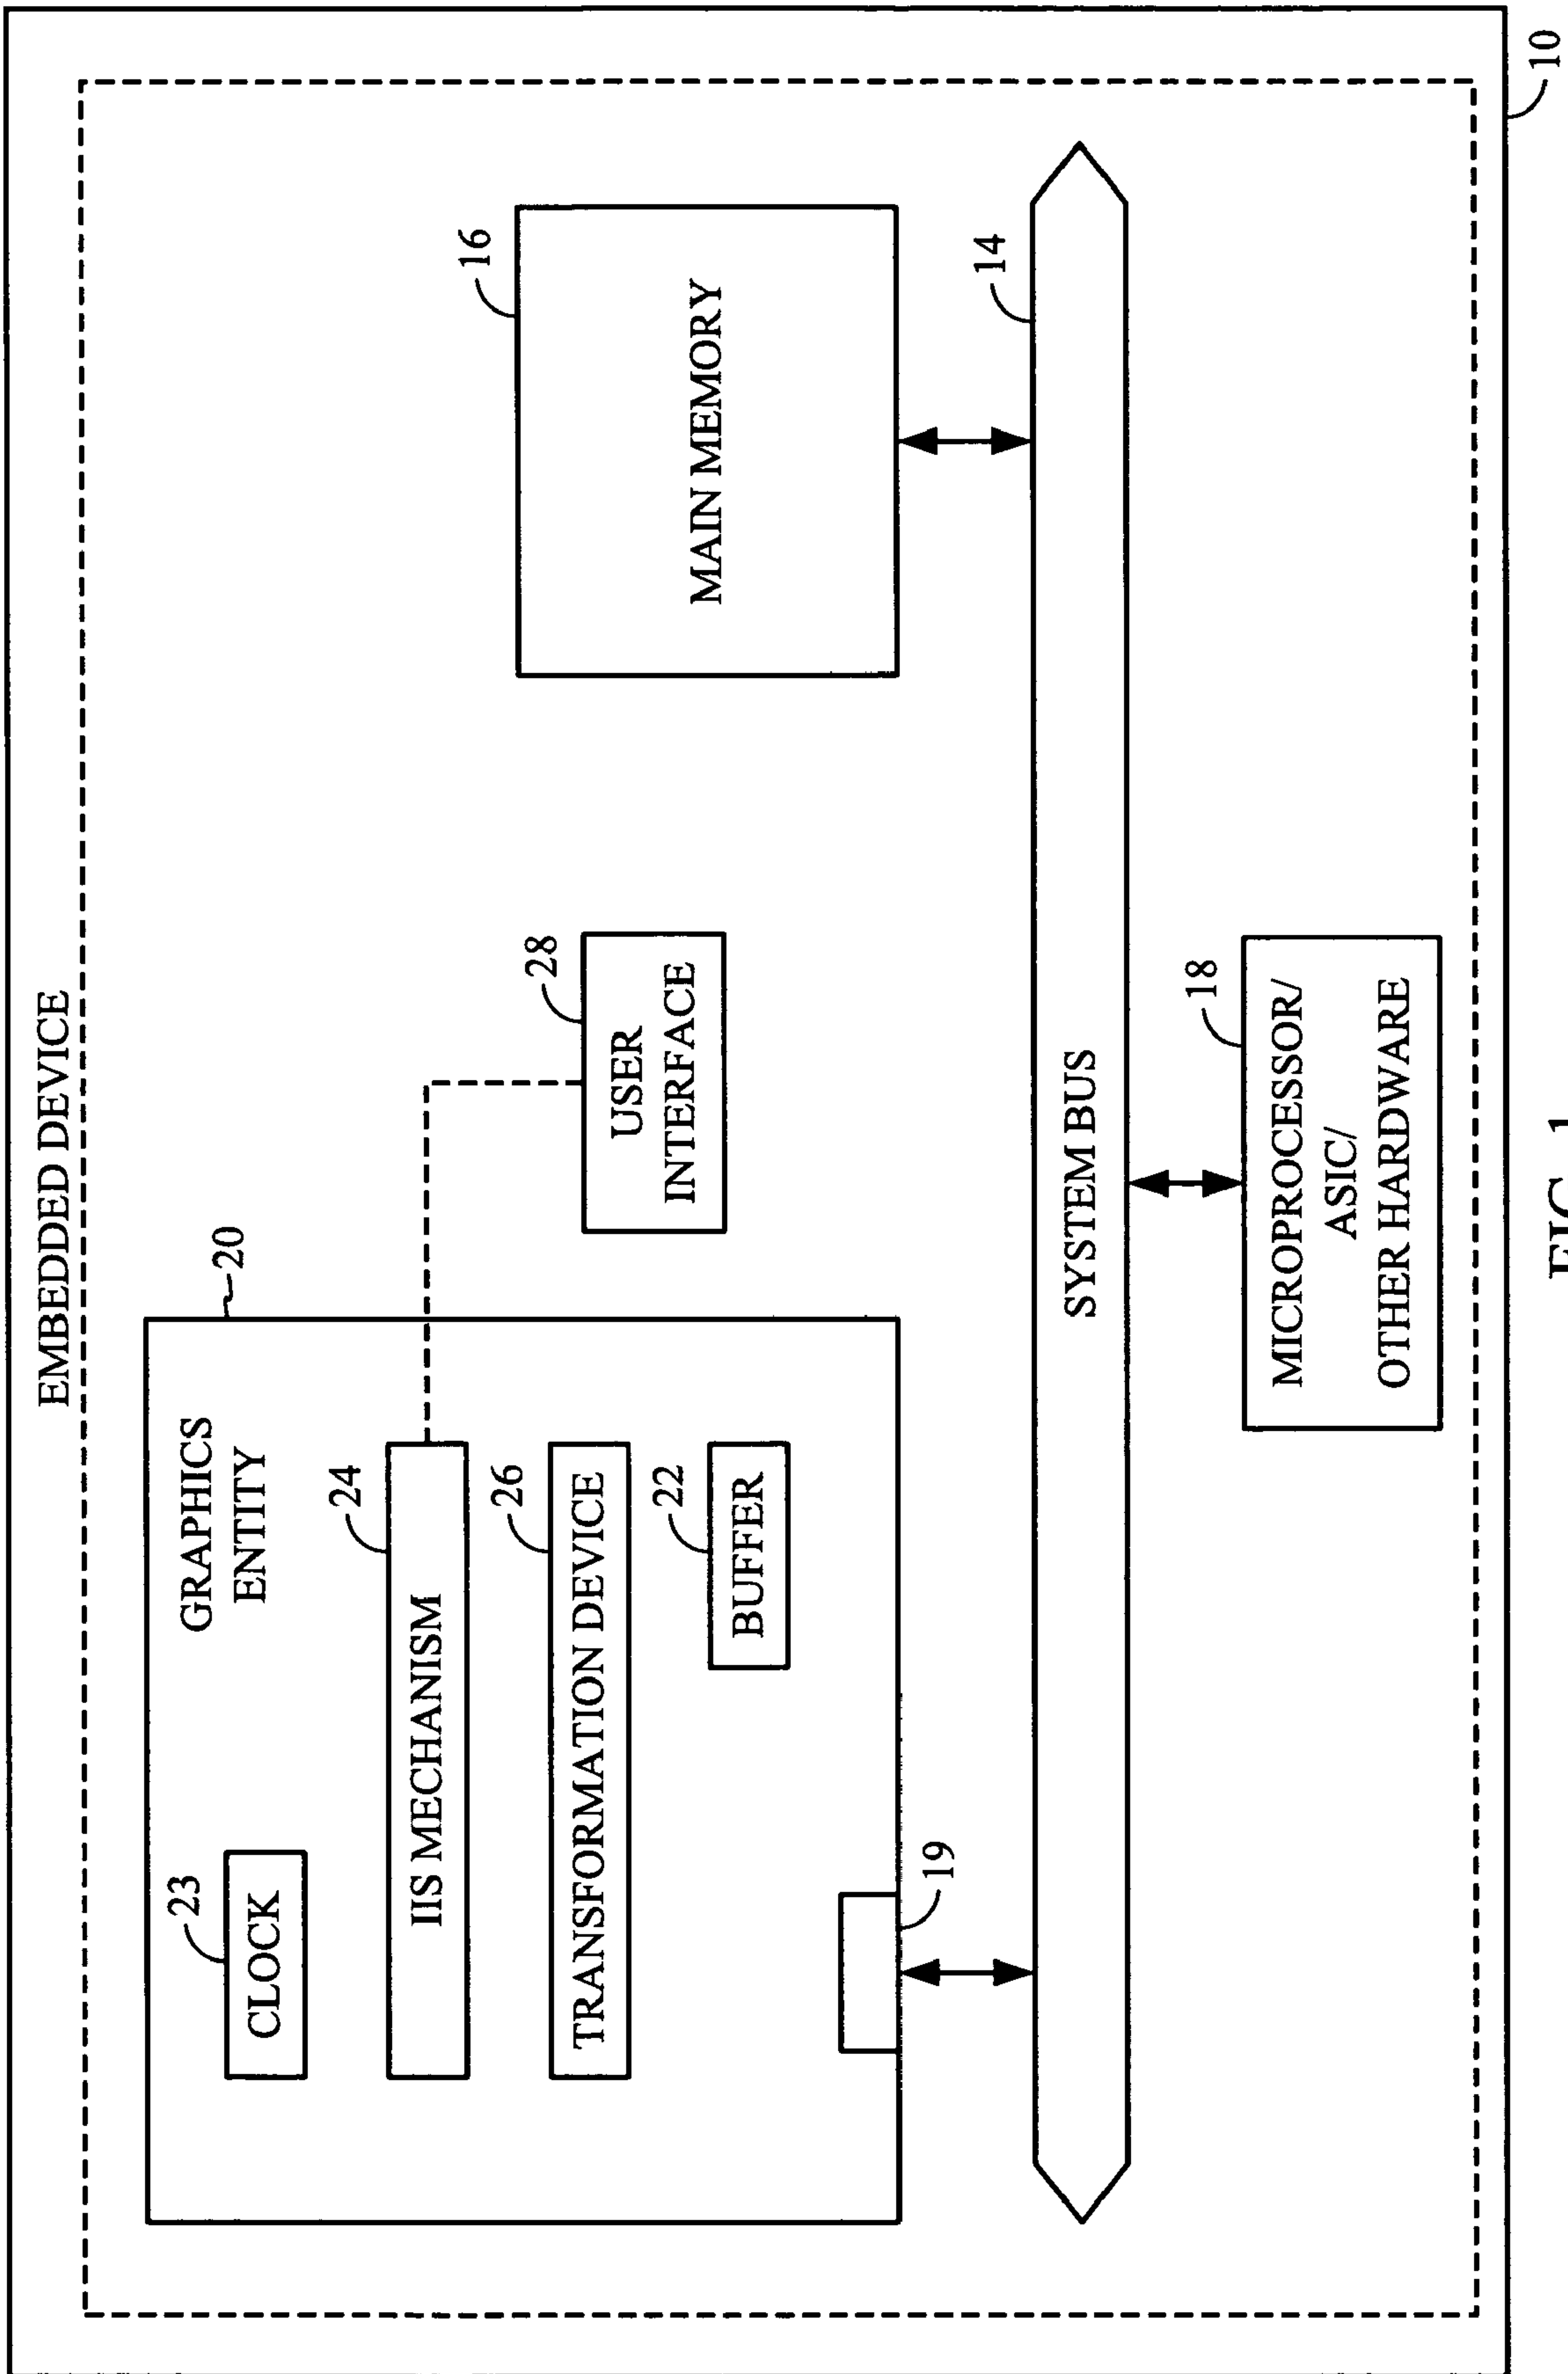 EMBEDDED DEVICE
GRAPHICS
ENTITY
20
23
CLOCK
24
IIS MECHANISM
26
TRANSFORMATION DEVICE
22
BUFFER
19
28
USER
INTERFACE
16
MAIN MEMORY
14
SYSTEM BUS
18
MICROPROCESSOR/
ASIC/
OTHER HARDWARE
10